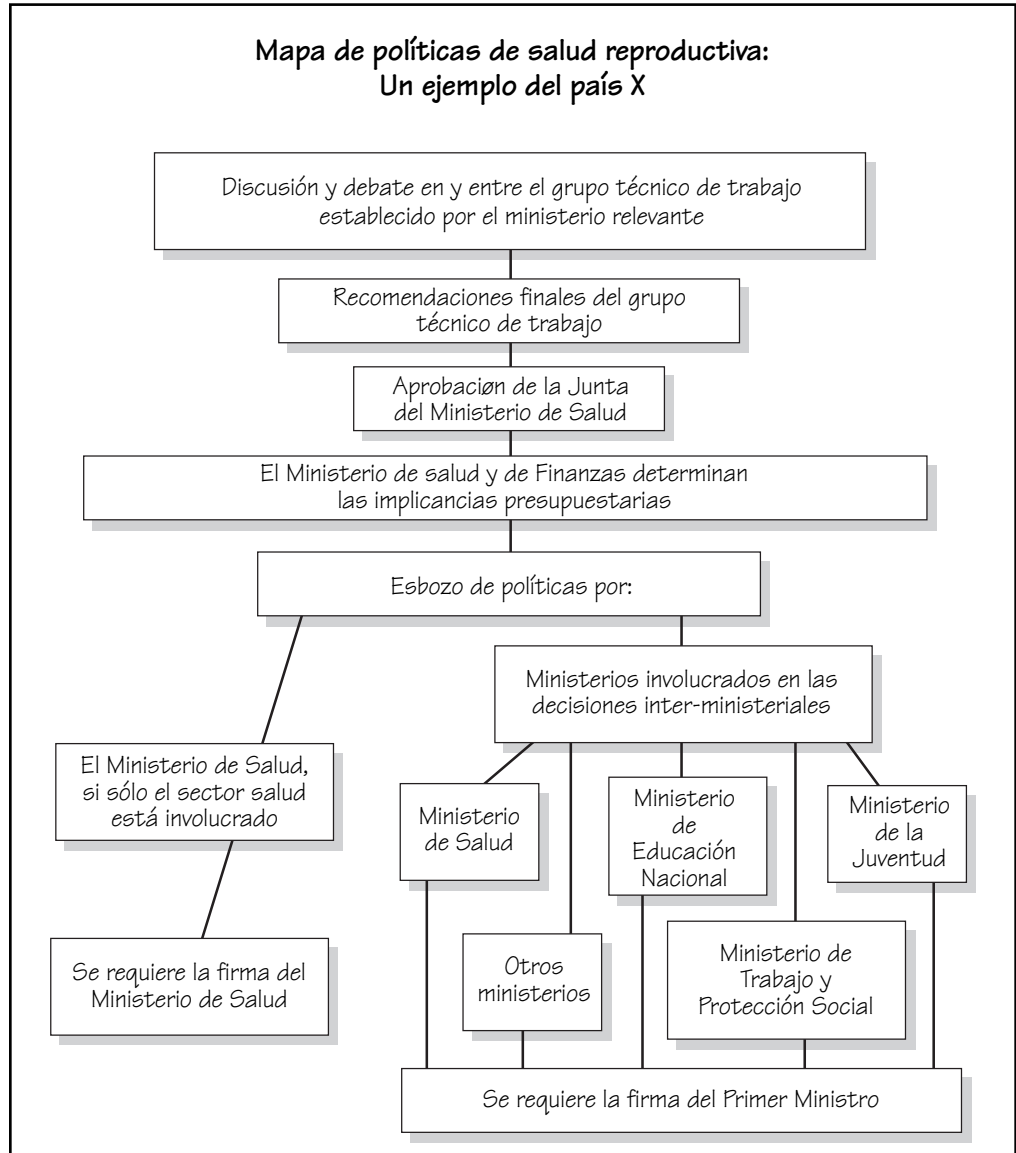 Mapa de políticas de salud reproductiva:
Un ejemplo del país X
Discusión y debate en y entre el grupo técnico de trabajo
establecido por el ministerio relevante
Recomendaciones finales del grupo
técnico de trabajo
Aprobaciøn de la Junta
del Ministerio de Salud
El Ministerio de salud y de Finanzas determinan
las implicancias presupuestarias
Esbozo de políticas por:
Ministerios involucrados en las
decisiones inter-ministeriales
El Ministerio de Salud,
si sólo el sector salud
está involucrado
Ministerio
de Salud
Ministerio
de
Educación
Nacional
Ministerio
de la
Juventud
Se requiere la firma del
Ministerio de Salud
Otros
ministerios
Ministerio de
Trabajo y
Protección Social
Se requiere la firma del Primer Ministro